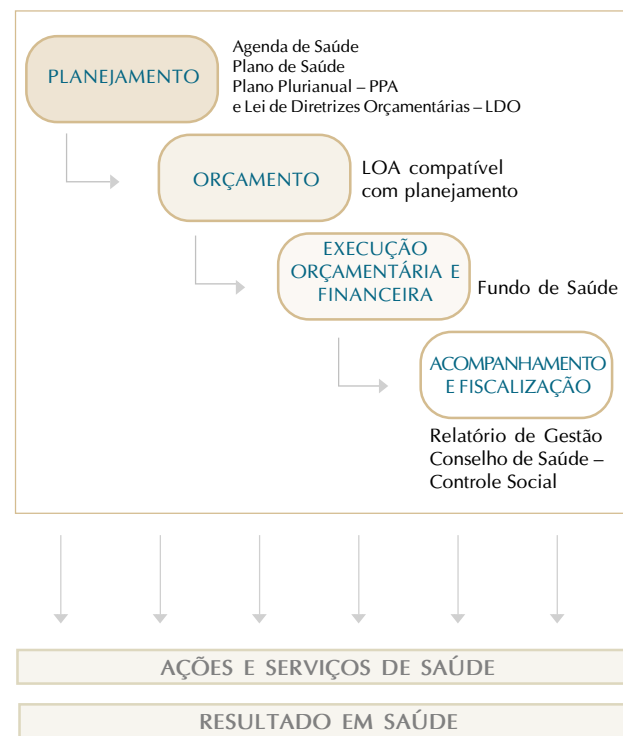 PLANEJAMENTO
Agenda de Saúde
Plano de Saúde
Plano Plurianual – PPA
e Lei de Diretrizes Orçamentárias – LDO
ORÇAMENTO
LOA compatível
com planejamento
EXECUÇÃO
ORÇAMENTÁRIA E
FINANCEIRA
Fundo de Saúde
ACOMPANHAMENTO
E FISCALIZAÇÃO
Relatório de Gestão
Conselho de Saúde –
Controle Social
AÇÕES E SERVIÇOS DE SAÚDE
RESULTADO EM SAÚDE